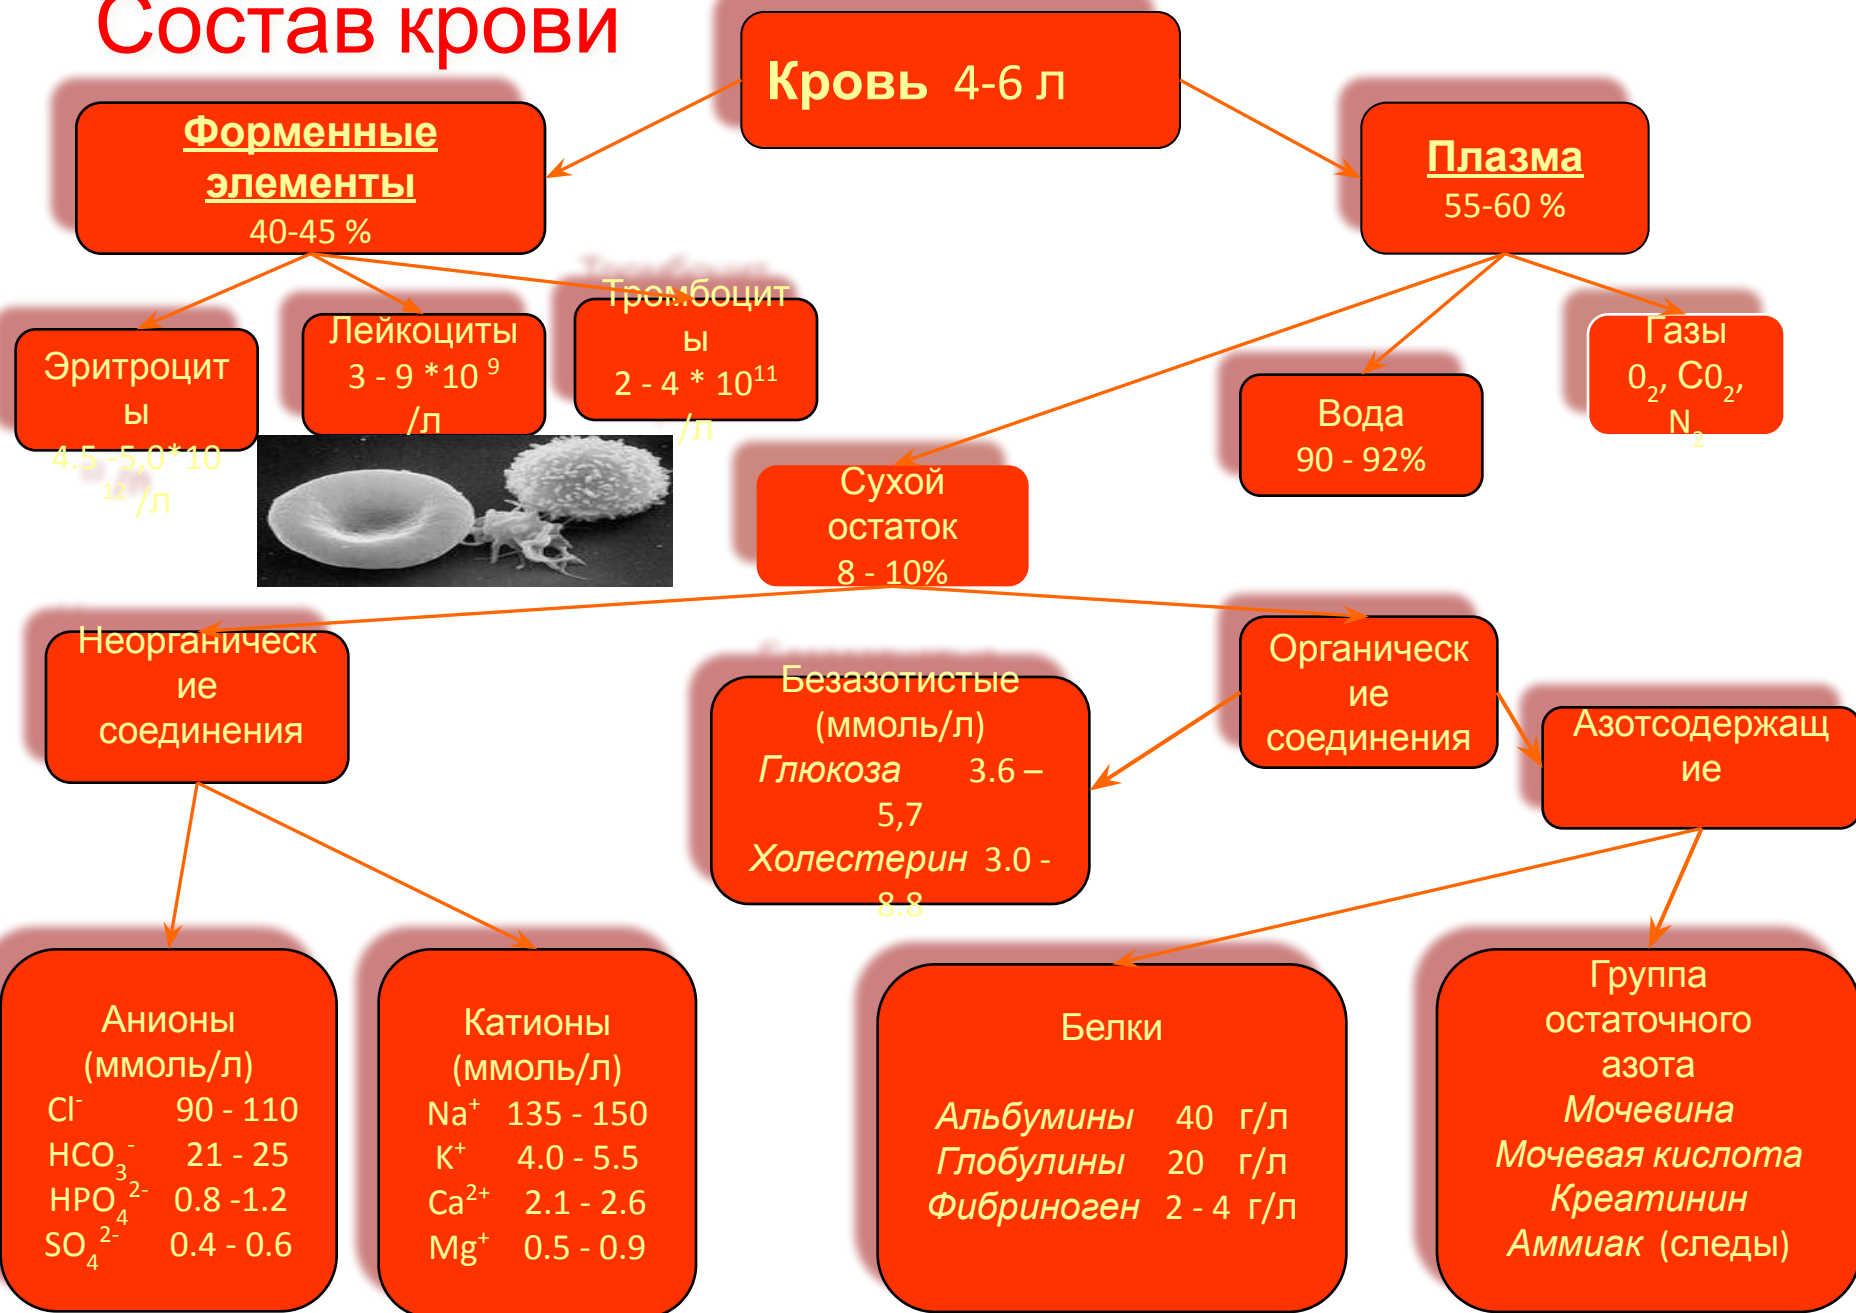 Состав крови
Кровь 4-6 л
Форменные
элементы
40-45 %
Плазма
55-60 %
Эритроцит
ы
4.5 -5,0*10
12 /л
Лейкоциты
3 - 9 *10 9
/л
Тромбоцит
ы
2 - 4 * 10¹¹
/л
Сухой
остаток
8 - 10%
Вода
90 - 92%
Газы
0₂, С0₂,
N₂
Неорганическ
ие
соединения
Безазотистые
(ммоль/л)
Глюкоза 3.6 –
5,7
Холестерин 3.0 -
8.8
Органическ
ие
соединения
Азотсодержащ
ие
Анионы
(ммоль/л)
Cl⁻ 90 - 110
HCO₃⁻ 21 - 25
HPO₄²⁻ 0.8 -1.2
SO₄²⁻ 0.4 - 0.6
Катионы
(ммоль/л)
Na⁺ 135 - 150
K⁺ 4.0 - 5.5
Ca²⁺ 2.1 - 2.6
Mg⁺ 0.5 - 0.9
Белки
Альбумины 40 г/л
Глобулины 20 г/л
Фибриноген 2 - 4 г/л
Группа
остаточного
азота
Мочевина
Мочевая кислота
Креатинин
Аммиак (следы)